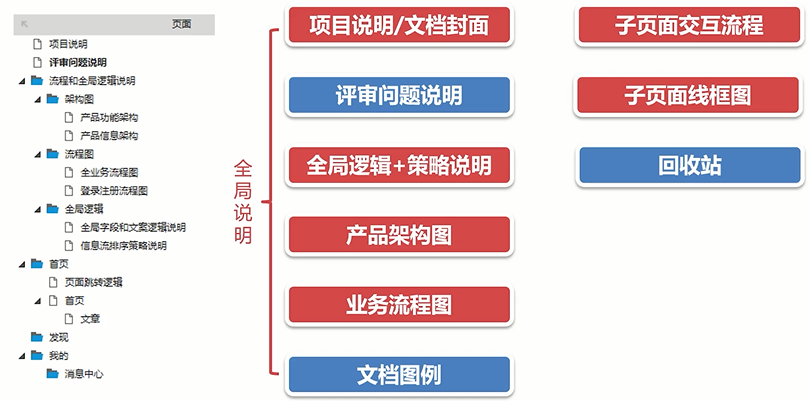 页面
项目说明
评审问题说明
流程和全局逻辑说明
架构图
产品功能架构
产品信息架构
流程图
全业务流程图
登录注册流程图
全局逻辑
全局字段和文案逻辑说明
信息流排序策略说明
首页
页面跳转逻辑
首页
文章
发现
我的
消息中心
全局说明
项目说明/文档封面
评审问题说明
全局逻辑+策略说明
产品架构图
业务流程图
文档图例
子页面交互流程
子页面线框图
回收站